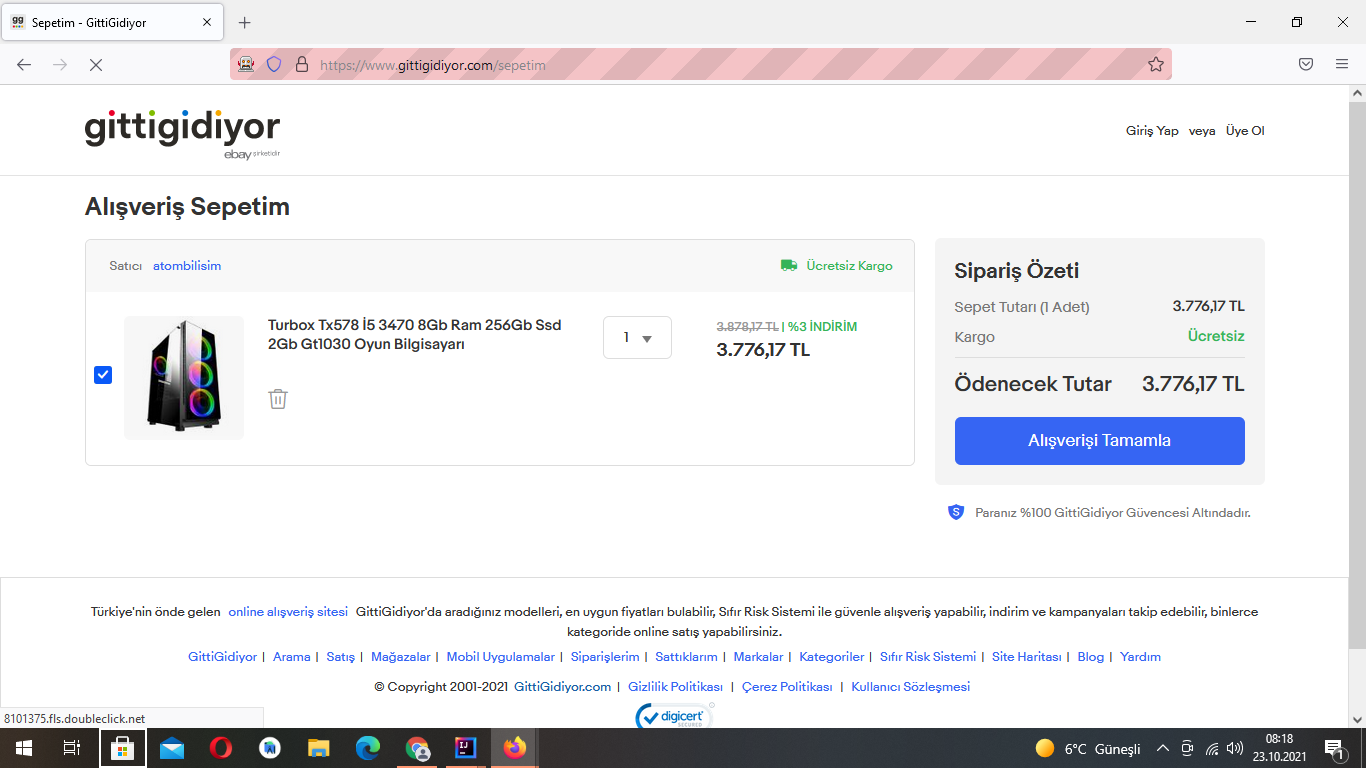 Sepetim - GittiGidiyor
https://www.gittigidiyor.com/sepetim
gittigidiyor
ebay şirketidir
Giriş Yap veya Üye Ol
Alışveriş Sepetim
Satıcı atombilisim
Ücretsiz Kargo
Turbox Tx578 İ5 3470 8Gb Ram 256Gb Ssd
2Gb Gt1030 Oyun Bilgisayarı
1
3.878,17 TL | %3 İNDİRİM
3.776,17 TL
Sipariş Özeti
Sepet Tutarı (1 Adet) 3.776,17 TL
Kargo Ücretsiz
Ödenecek Tutar 3.776,17 TL
Alışverişi Tamamla
Paranız %100 GittiGidiyor Güvencesi Altındadır.
Türkiye'nin önde gelen online alışveriş sitesi GittiGidiyor'da aradığınız modelleri, en uygun fiyatları bulabilir, Sıfır Risk Sistemi ile güvenle alışveriş yapabilir, indirim ve kampanyaları takip edebilir, binlerce
kategoride online satış yapabilirsiniz.
GittiGidiyor | Arama | Satış | Mağazalar | Mobil Uygulamalar | Siparişlerim | Sattıklarım | Markalar | Kategoriler | Sıfır Risk Sistemi | Site Haritası | Blog | Yardım
© Copyright 2001-2021 GittiGidiyor.com | Gizlilik Politikası | Çerez Politikası | Kullanıcı Sözleşmesi
digicert
SECURED
8101375.fls.doubleclick.net
6°C Güneşli
08:18
23.10.2021
1